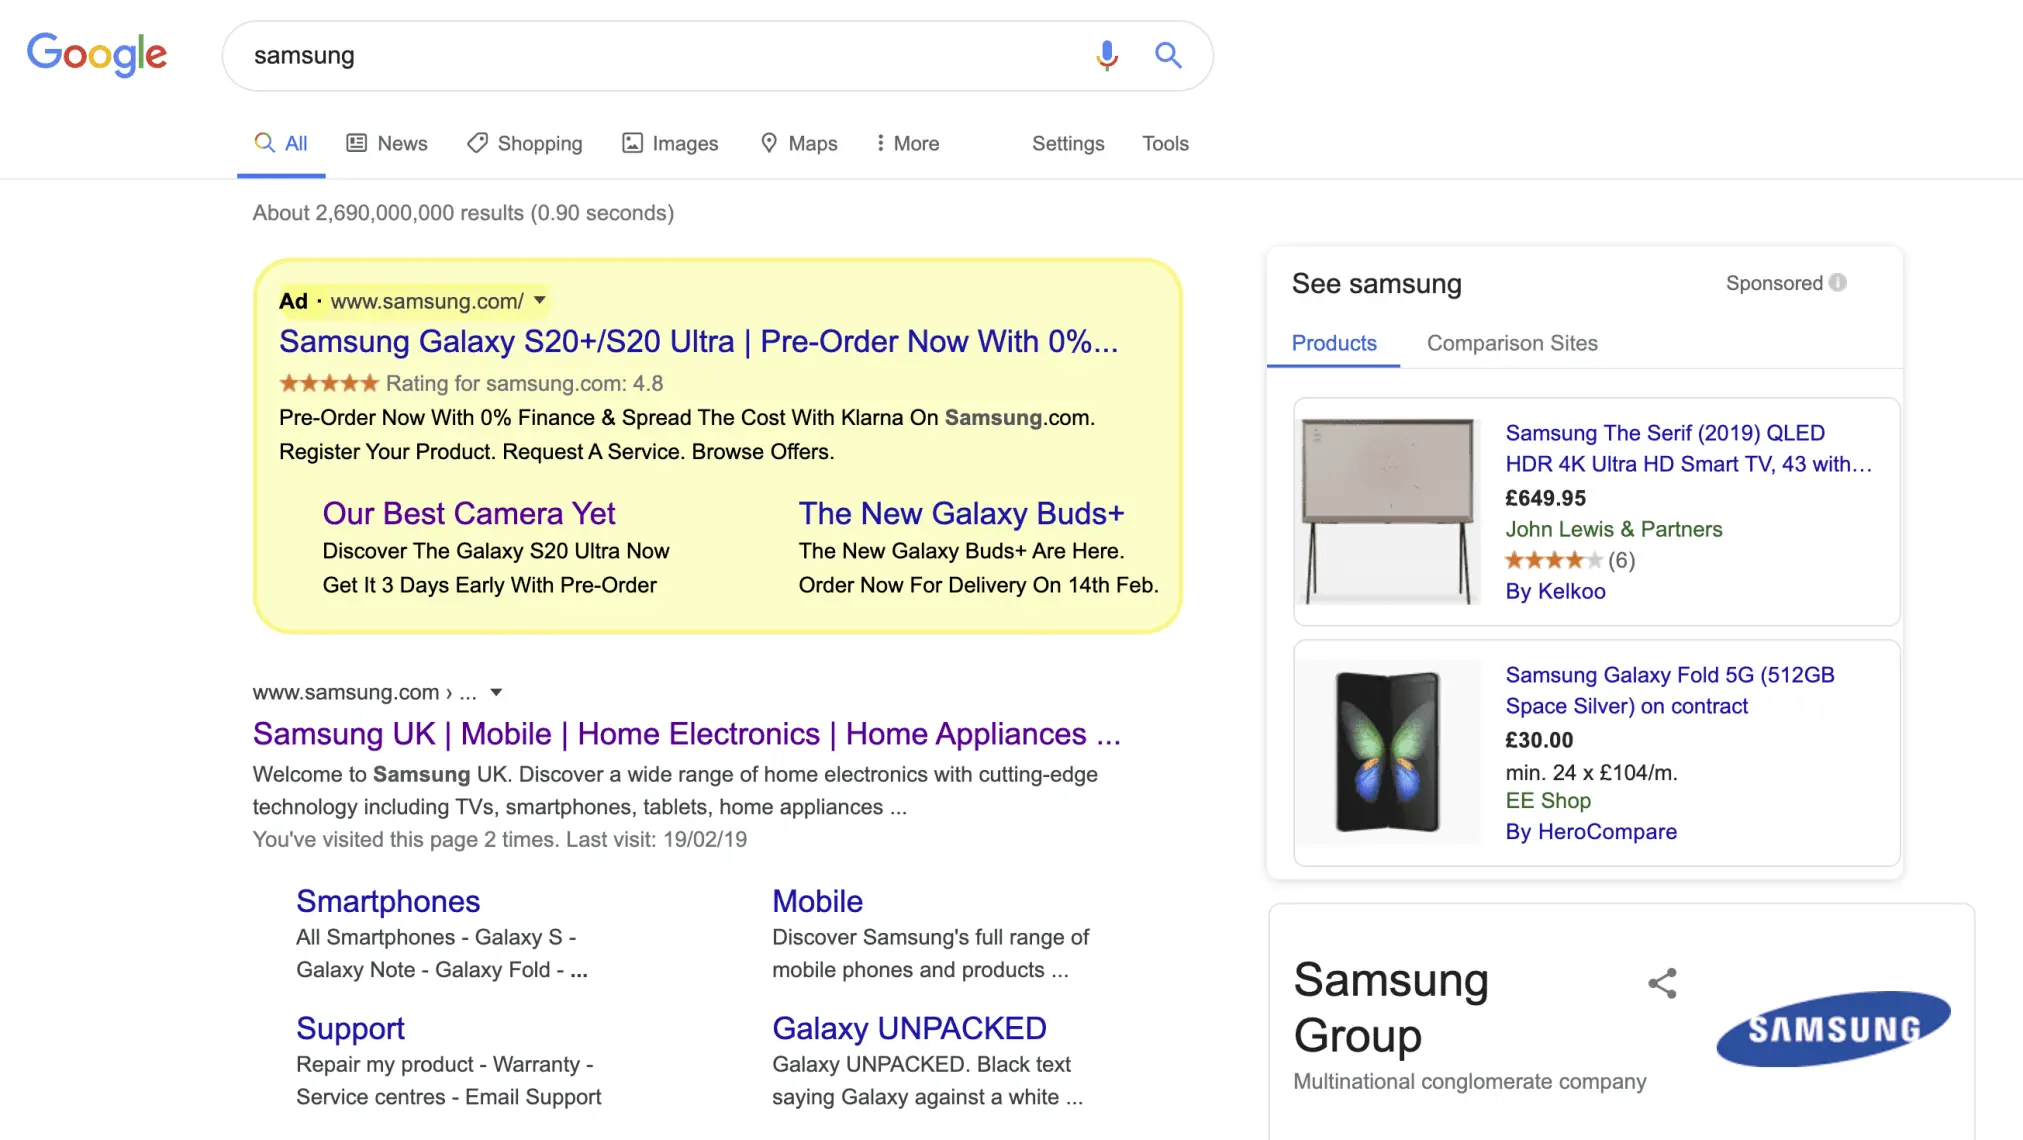 Google
samsung
All
News
Shopping
Images
Maps
More
Settings
Tools
About 2,690,000,000 results (0.90 seconds)
Ad · www.samsung.com/
Samsung Galaxy S20+/S20 Ultra | Pre-Order Now With 0%...
Rating for samsung.com: 4.8
Pre-Order Now With 0% Finance & Spread The Cost With Klarna On Samsung.com.
Register Your Product. Request A Service. Browse Offers.
Our Best Camera Yet
Discover The Galaxy S20 Ultra Now
Get It 3 Days Early With Pre-Order
The New Galaxy Buds+
The New Galaxy Buds+ Are Here.
Order Now For Delivery On 14th Feb.
www.samsung.com › ...
Samsung UK | Mobile | Home Electronics | Home Appliances ...
Welcome to Samsung UK. Discover a wide range of home electronics with cutting-edge
technology including TVs, smartphones, tablets, home appliances ...
You've visited this page 2 times. Last visit: 19/02/19
Smartphones
All Smartphones - Galaxy S -
Galaxy Note - Galaxy Fold - ...
Mobile
Discover Samsung's full range of
mobile phones and products ...
Support
Repair my product - Warranty -
Service centres - Email Support
Galaxy UNPACKED
Galaxy UNPACKED. Black text
saying Galaxy against a white ...
See samsung
Sponsored
Products
Comparison Sites
Samsung The Serif (2019) QLED
HDR 4K Ultra HD Smart TV, 43 with...
£649.95
John Lewis & Partners
(6)
By Kelkoo
Samsung Galaxy Fold 5G (512GB
Space Silver) on contract
£30.00
min. 24 x £104/m.
EE Shop
By HeroCompare
Samsung
Group
Multinational conglomerate company
SAMSUNG